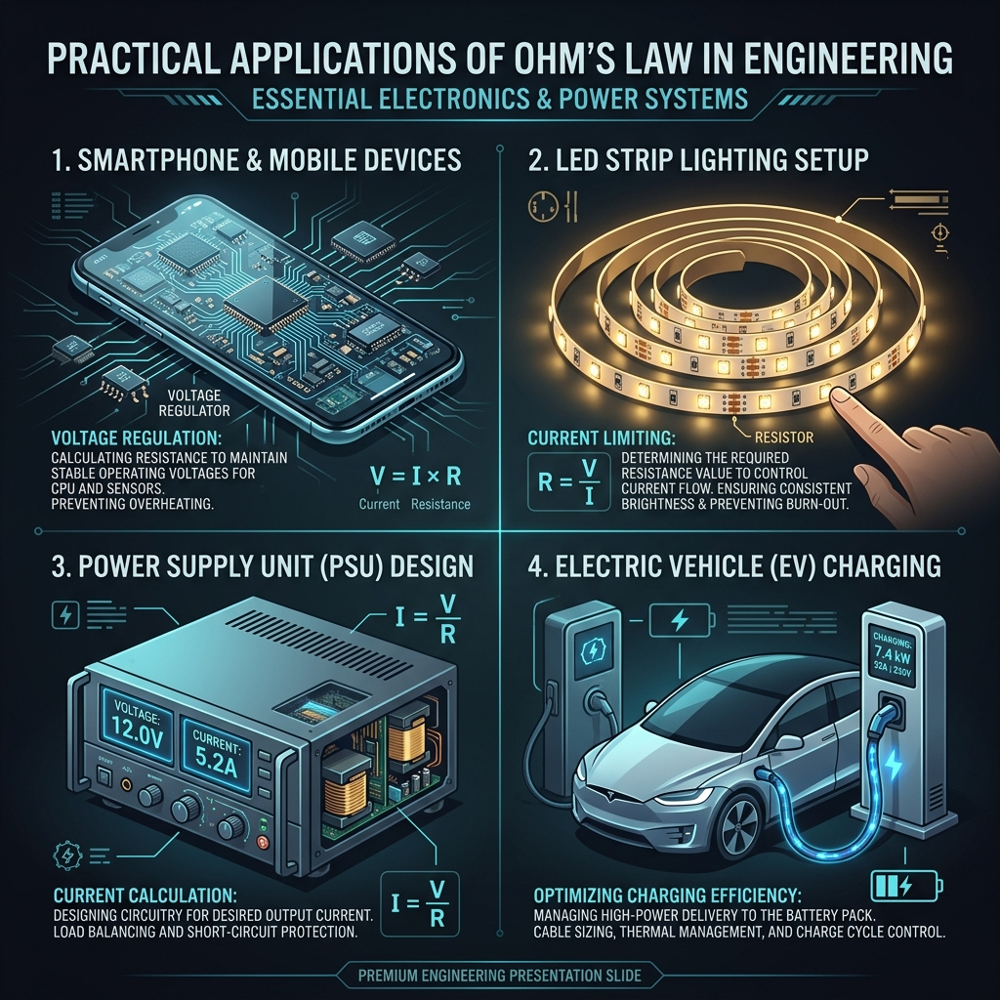 PRACTICAL APPLICATIONS OF OHM'S LAW IN ENGINEERING
ESSENTIAL ELECTRONICS & POWER SYSTEMS
1. SMARTPHONE & MOBILE DEVICES
VOLTAGE
REGULATOR
VOLTAGE REGULATION:
CALCULATING RESISTANCE TO MAINTAIN
STABLE OPERATING VOLTAGES FOR
CPU AND SENSORS.
PREVENTING OVERHEATING.
V = I × R
Current Resistance
2. LED STRIP LIGHTING SETUP
RESISTOR
CURRENT LIMITING:
R = V/I
DETERMINING THE REQUIRED
RESISTANCE VALUE TO CONTROL
CURRENT FLOW. ENSURING CONSISTENT
BRIGHTNESS & PREVENTING BURN-OUT.
3. POWER SUPPLY UNIT (PSU) DESIGN
I = V/R
VOLTAGE:
12.0V
CURRENT:
5.2A
CURRENT CALCULATION:
DESIGNING CIRCUITRY FOR DESIRED OUTPUT CURRENT.
LOAD BALANCING AND SHORT-CIRCUIT PROTECTION.
I = V/R
4. ELECTRIC VEHICLE (EV) CHARGING
CHARGING:
7.4 kW
OPTIMIZING CHARGING EFFICIENCY:
MANAGING HIGH-POWER DELIVERY TO THE BATTERY PACK.
CABLE SIZING, THERMAL MANAGEMENT, AND CHARGE CYCLE CONTROL.
PREMIUM ENGINEERING PRESENTATION SLIDE